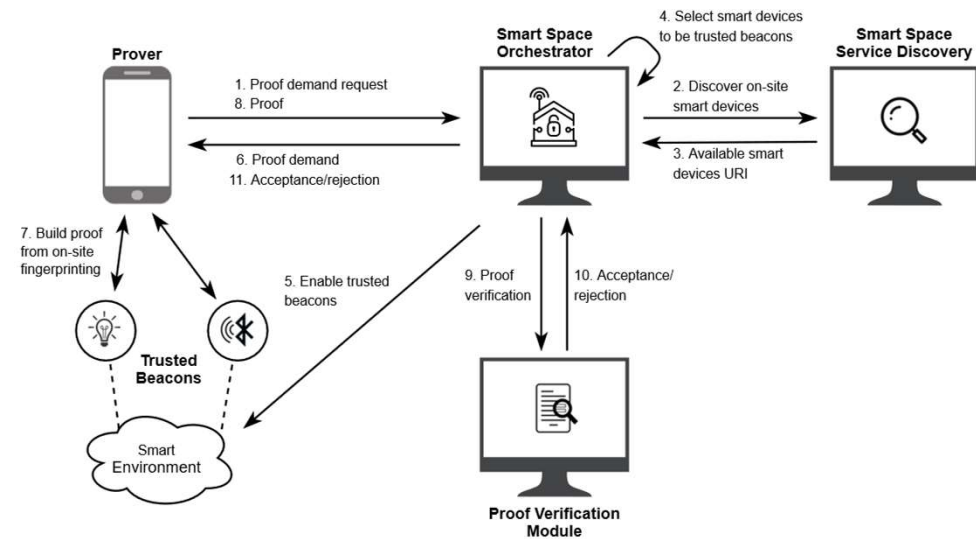 Prover
1. Proof demand request
8. Proof
6. Proof demand
11. Acceptance/rejection
Smart Space
Orchestrator
4. Select smart devices
to be trusted beacons
Smart Space
Service Discovery
2. Discover on-site
smart devices
3. Available smart
devices URI
7. Build proof
from on-site
fingerprinting
5. Enable trusted
beacons
9. Proof
verification
10. Acceptance/
rejection
Trusted
Beacons
Smart
Environment
Proof Verification
Module